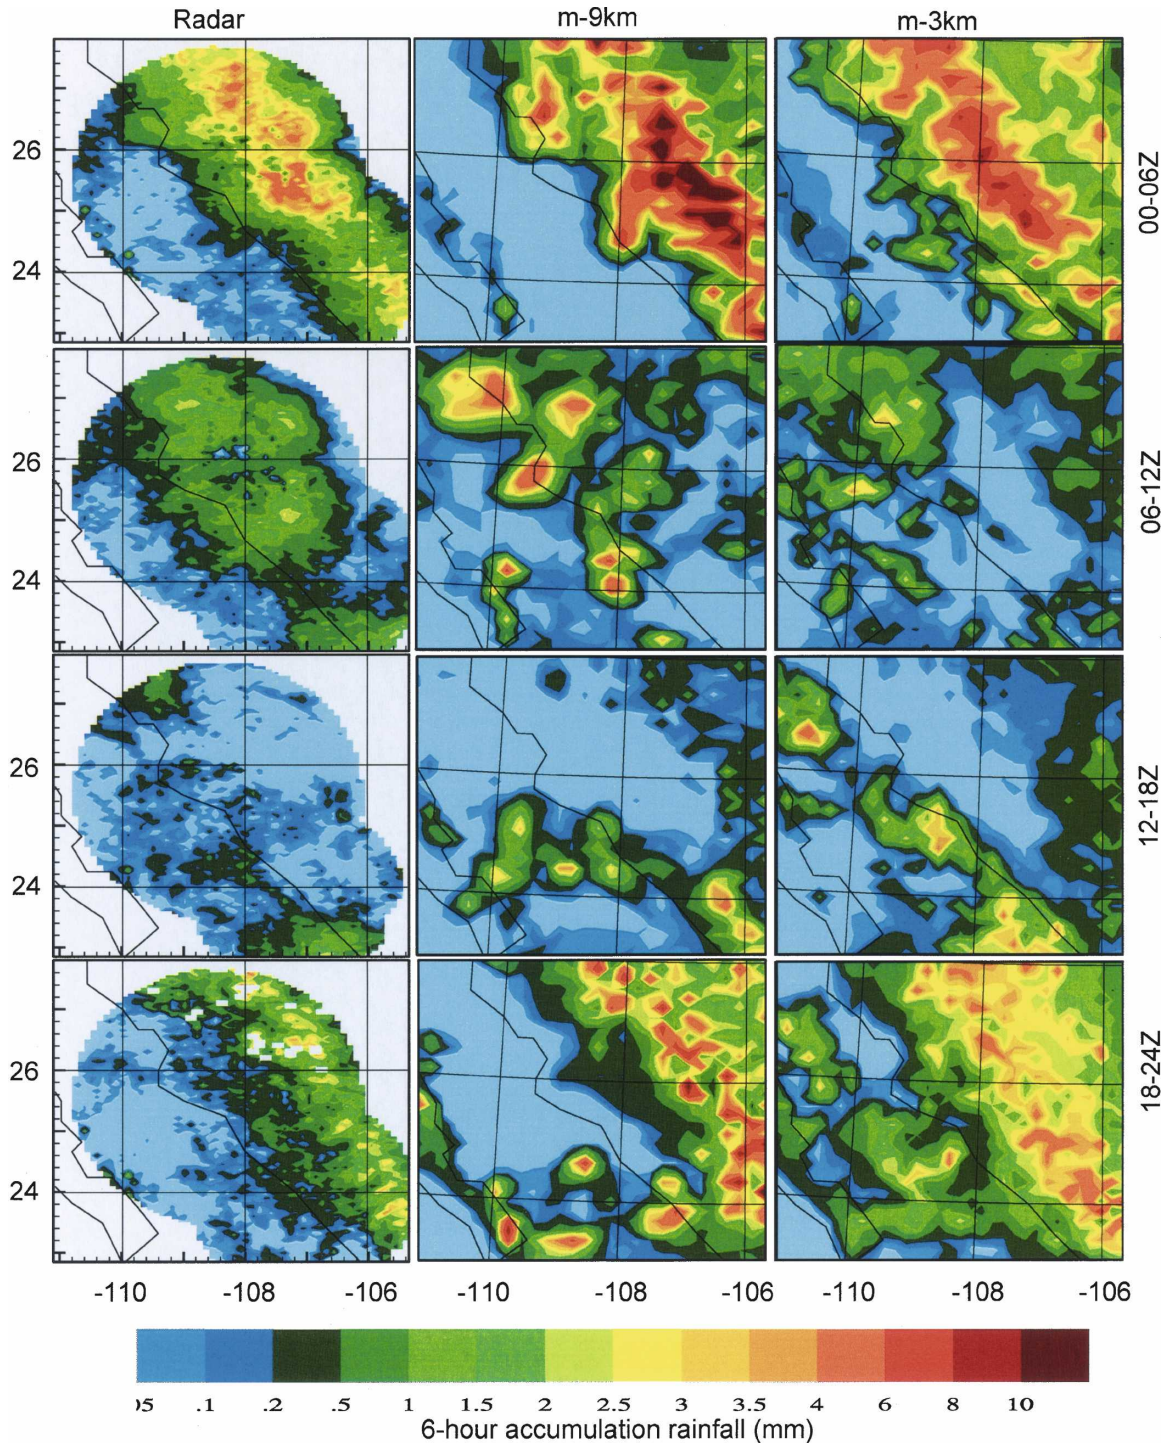 Radar m-9km m-3km
26
24
00-06Z
26
24
06-12Z
26
24
12-18Z
26
24
18-24Z
-110 -108 -106 -110 -108 -106 -110 -108 -106
05 .1 .2 .5 1 1.5 2 2.5 3 3.5 4 6 8 10
6-hour accumulation rainfall (mm)